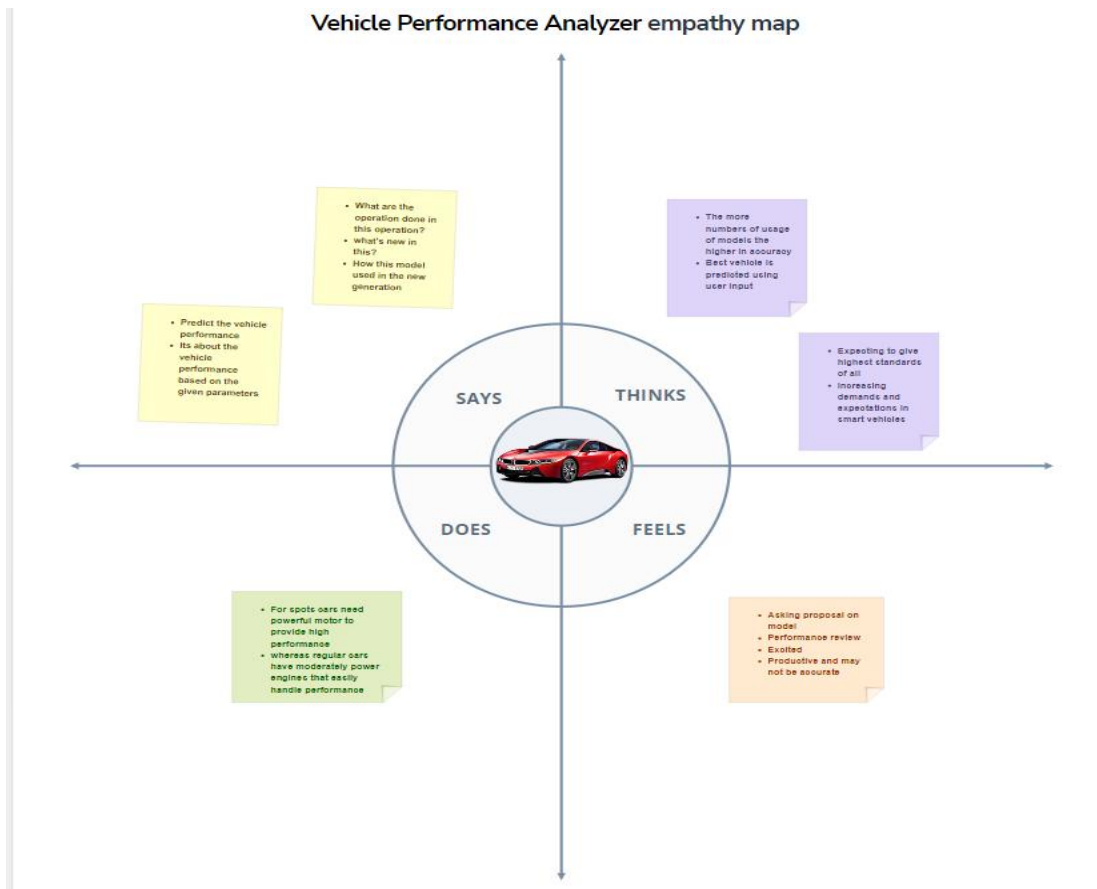 Vehicle Performance Analyzer empathy map
• What are the
operation done in
this operation?
• what's new in
this?
• How this model
used in the new
generation
• Predict the vehicle
performance
• Its about the
vehicle
performance
based on the
given parameters
• The more
numbers of usage
of models the
higher in accuracy
• Best vehicle is
predicted using
user input
• Expecting to give
highest standards
of all
• Increasing
demands and
expectations in
smart vehicles
SAYS
THINKS
DOES
FEELS
• For spots cars need
powerful motor to
provide high
performance
• whereas regular cars
have moderately power
engines that easily
handle performance
• Asking proposal on
model
• Performance review
• Excited
• Productive and may
not be accurate